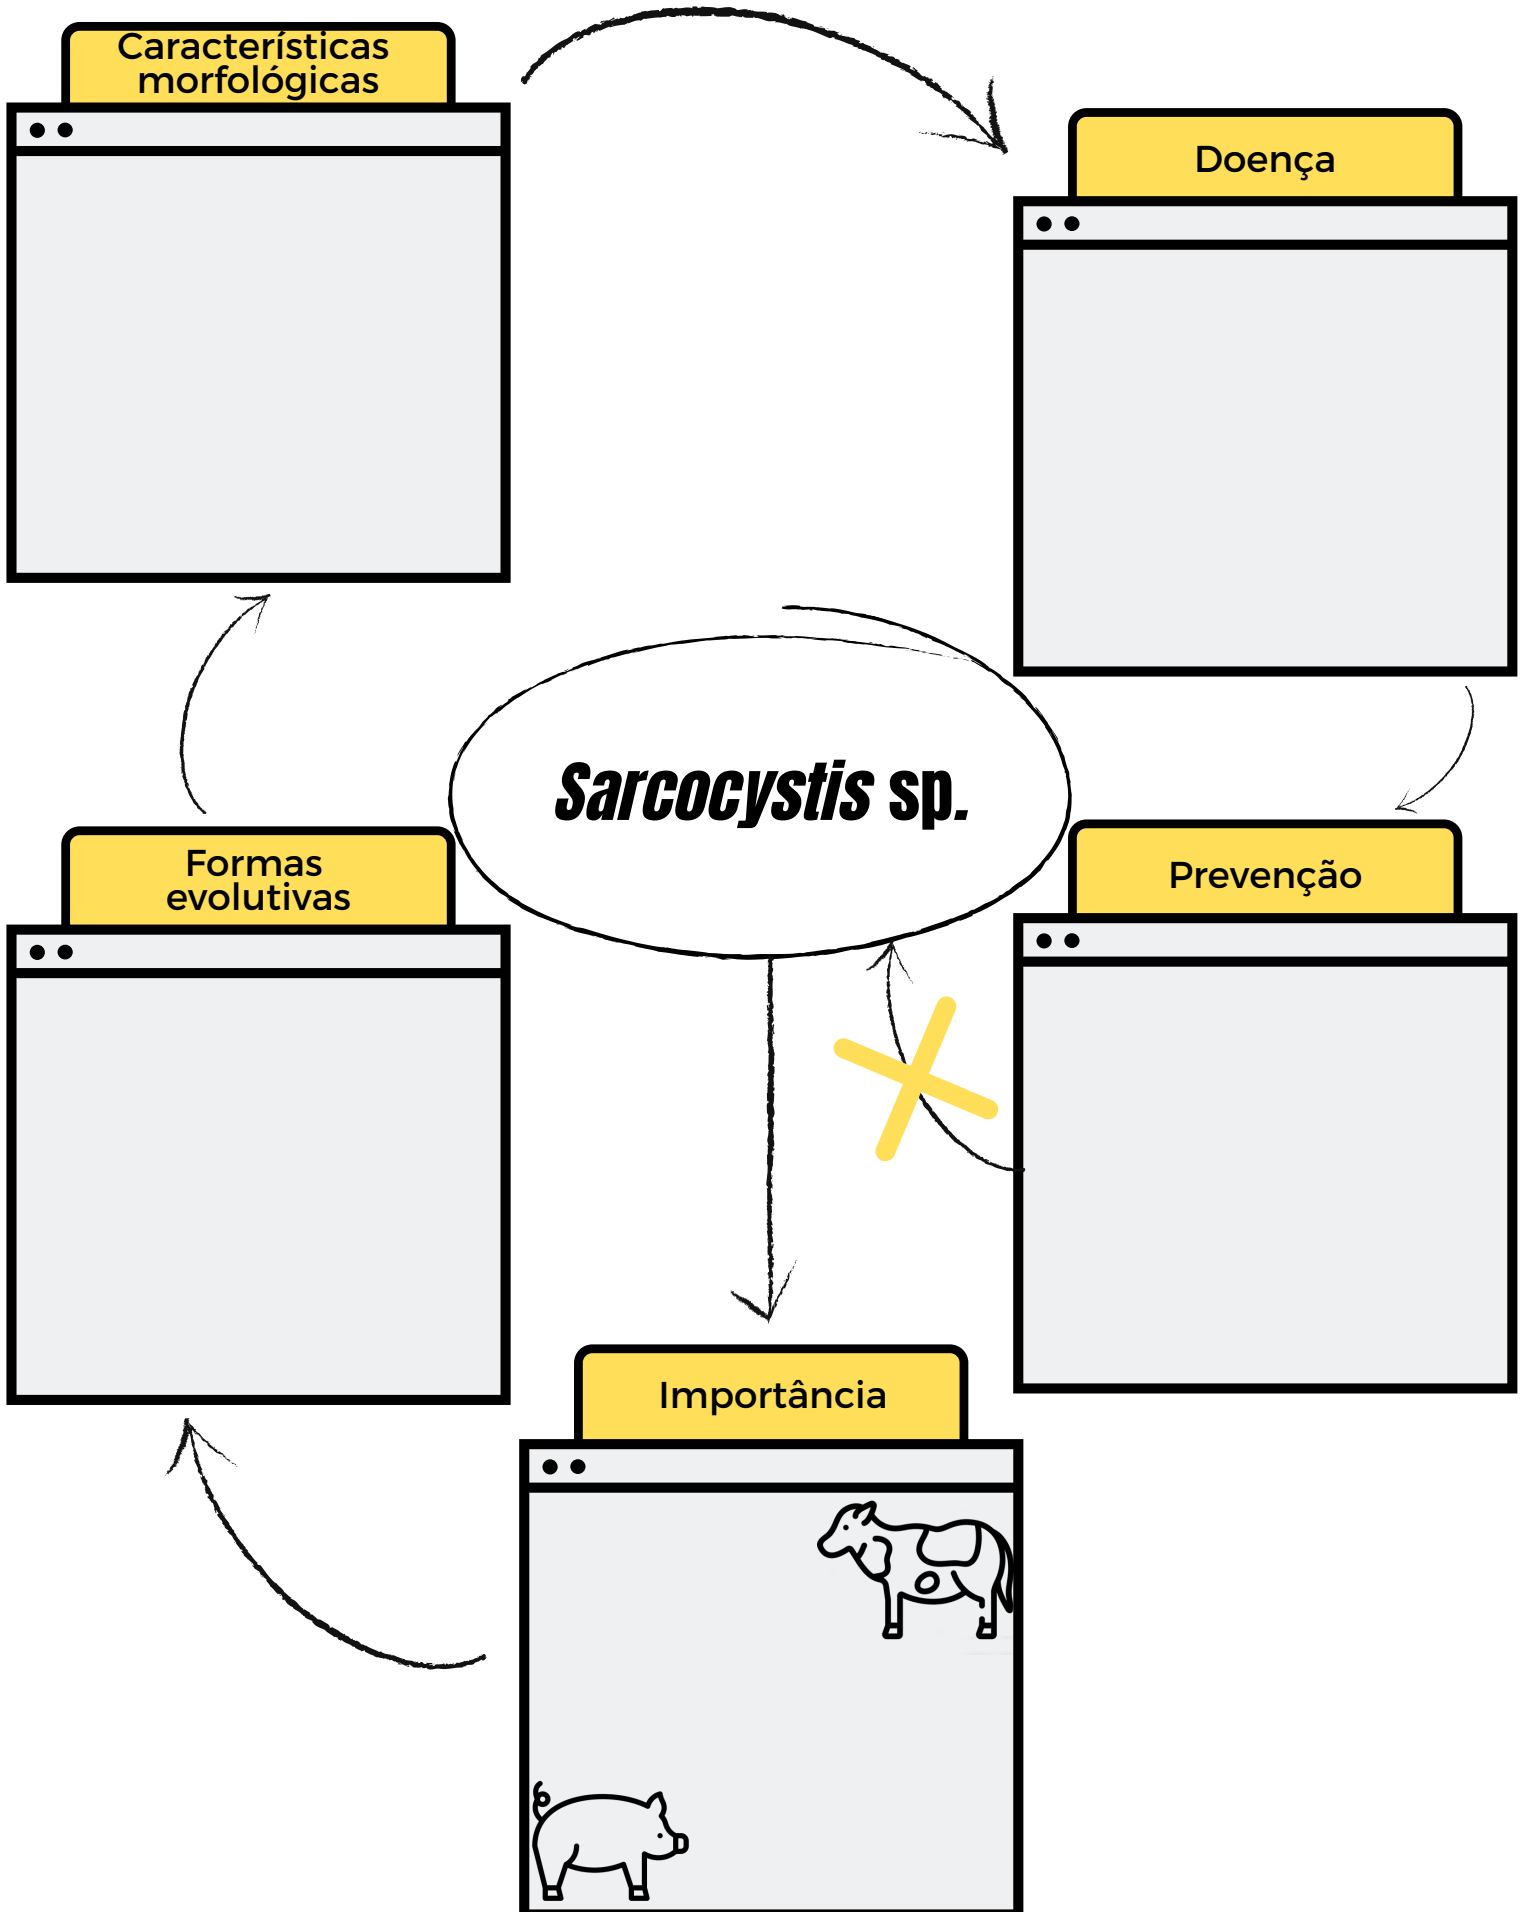 Características
morfológicas
Doença
Sarcocystis sp.
Formas
evolutivas
Prevenção
Importância